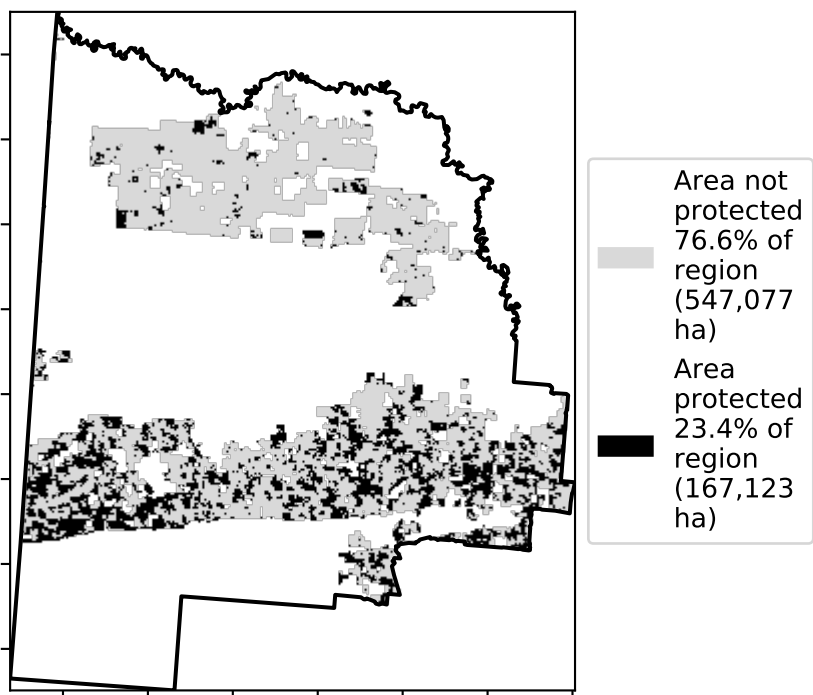 Area not
protected
76.6% of
region
(547,077
ha)
Area
protected
23.4% of
region
(167,123
ha)